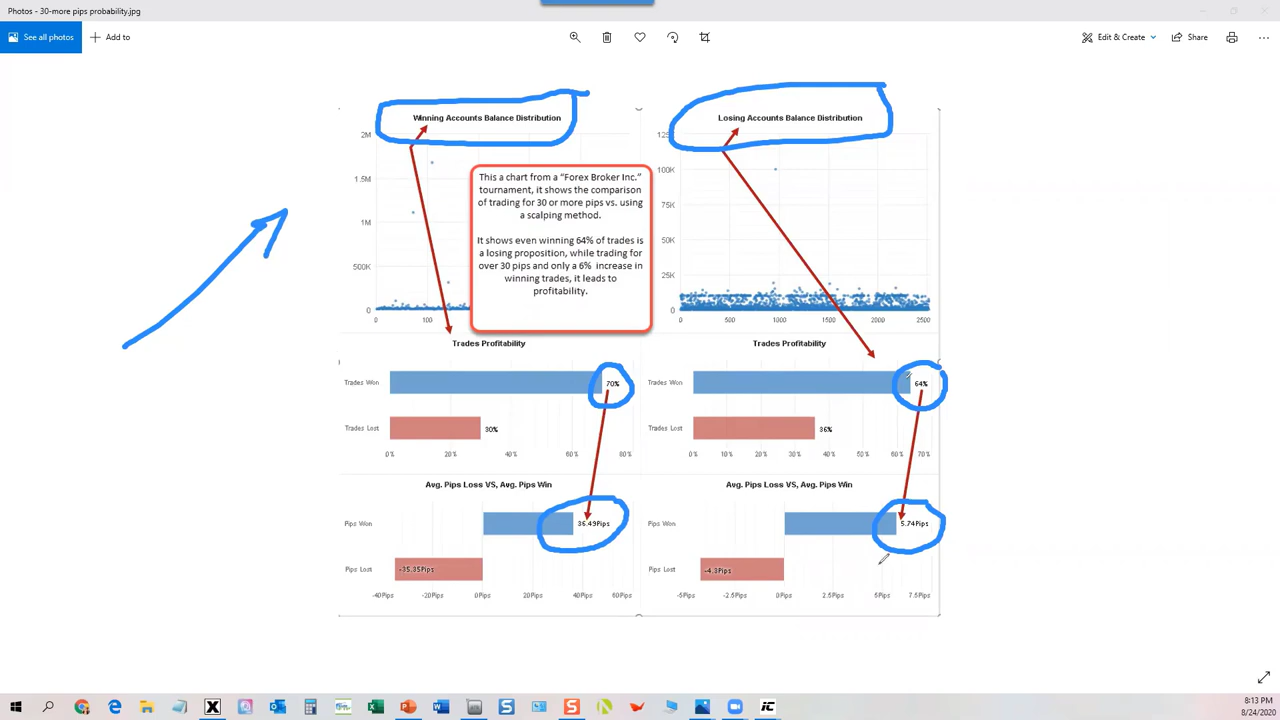 Photos - 30-more pips probability.jpg
See all photos
Add to
Edit & Create
Share
Winning Accounts Balance Distribution
2M
1.5M
1M
500K
0
0
100
This a chart from a “Forex Broker Inc.”
tournament, it shows the comparison
of trading for 30 or more pips vs. using
a scalping method.
It shows even winning 64% of trades is
a losing proposition, while trading for
over 30 pips and only a 6% increase in
winning trades, it leads to
profitability.
Losing Accounts Balance Distribution
100K
75K
50K
25K
0
0
500
1000
1500
2000
2500
Trades Profitability
Trades Won
70%
Trades Lost
30%
0%
20%
40%
60%
80%
Trades Profitability
Trades Won
64%
Trades Lost
36%
0%
10%
20%
30%
40%
50%
60%
70%
Avg. Pips Loss VS, Avg. Pips Win
Pips Won
36.49Pips
Pips Lost
-35.35Pips
-40Pips
-20Pips
0Pips
20Pips
40Pips
60Pips
Avg. Pips Loss VS, Avg. Pips Win
Pips Won
5.74Pips
Pips Lost
-4.3Pips
-5Pips
-2.5Pips
0Pips
2.5Pips
5Pips
7.5Pips
8:13 PM
8/24/2020